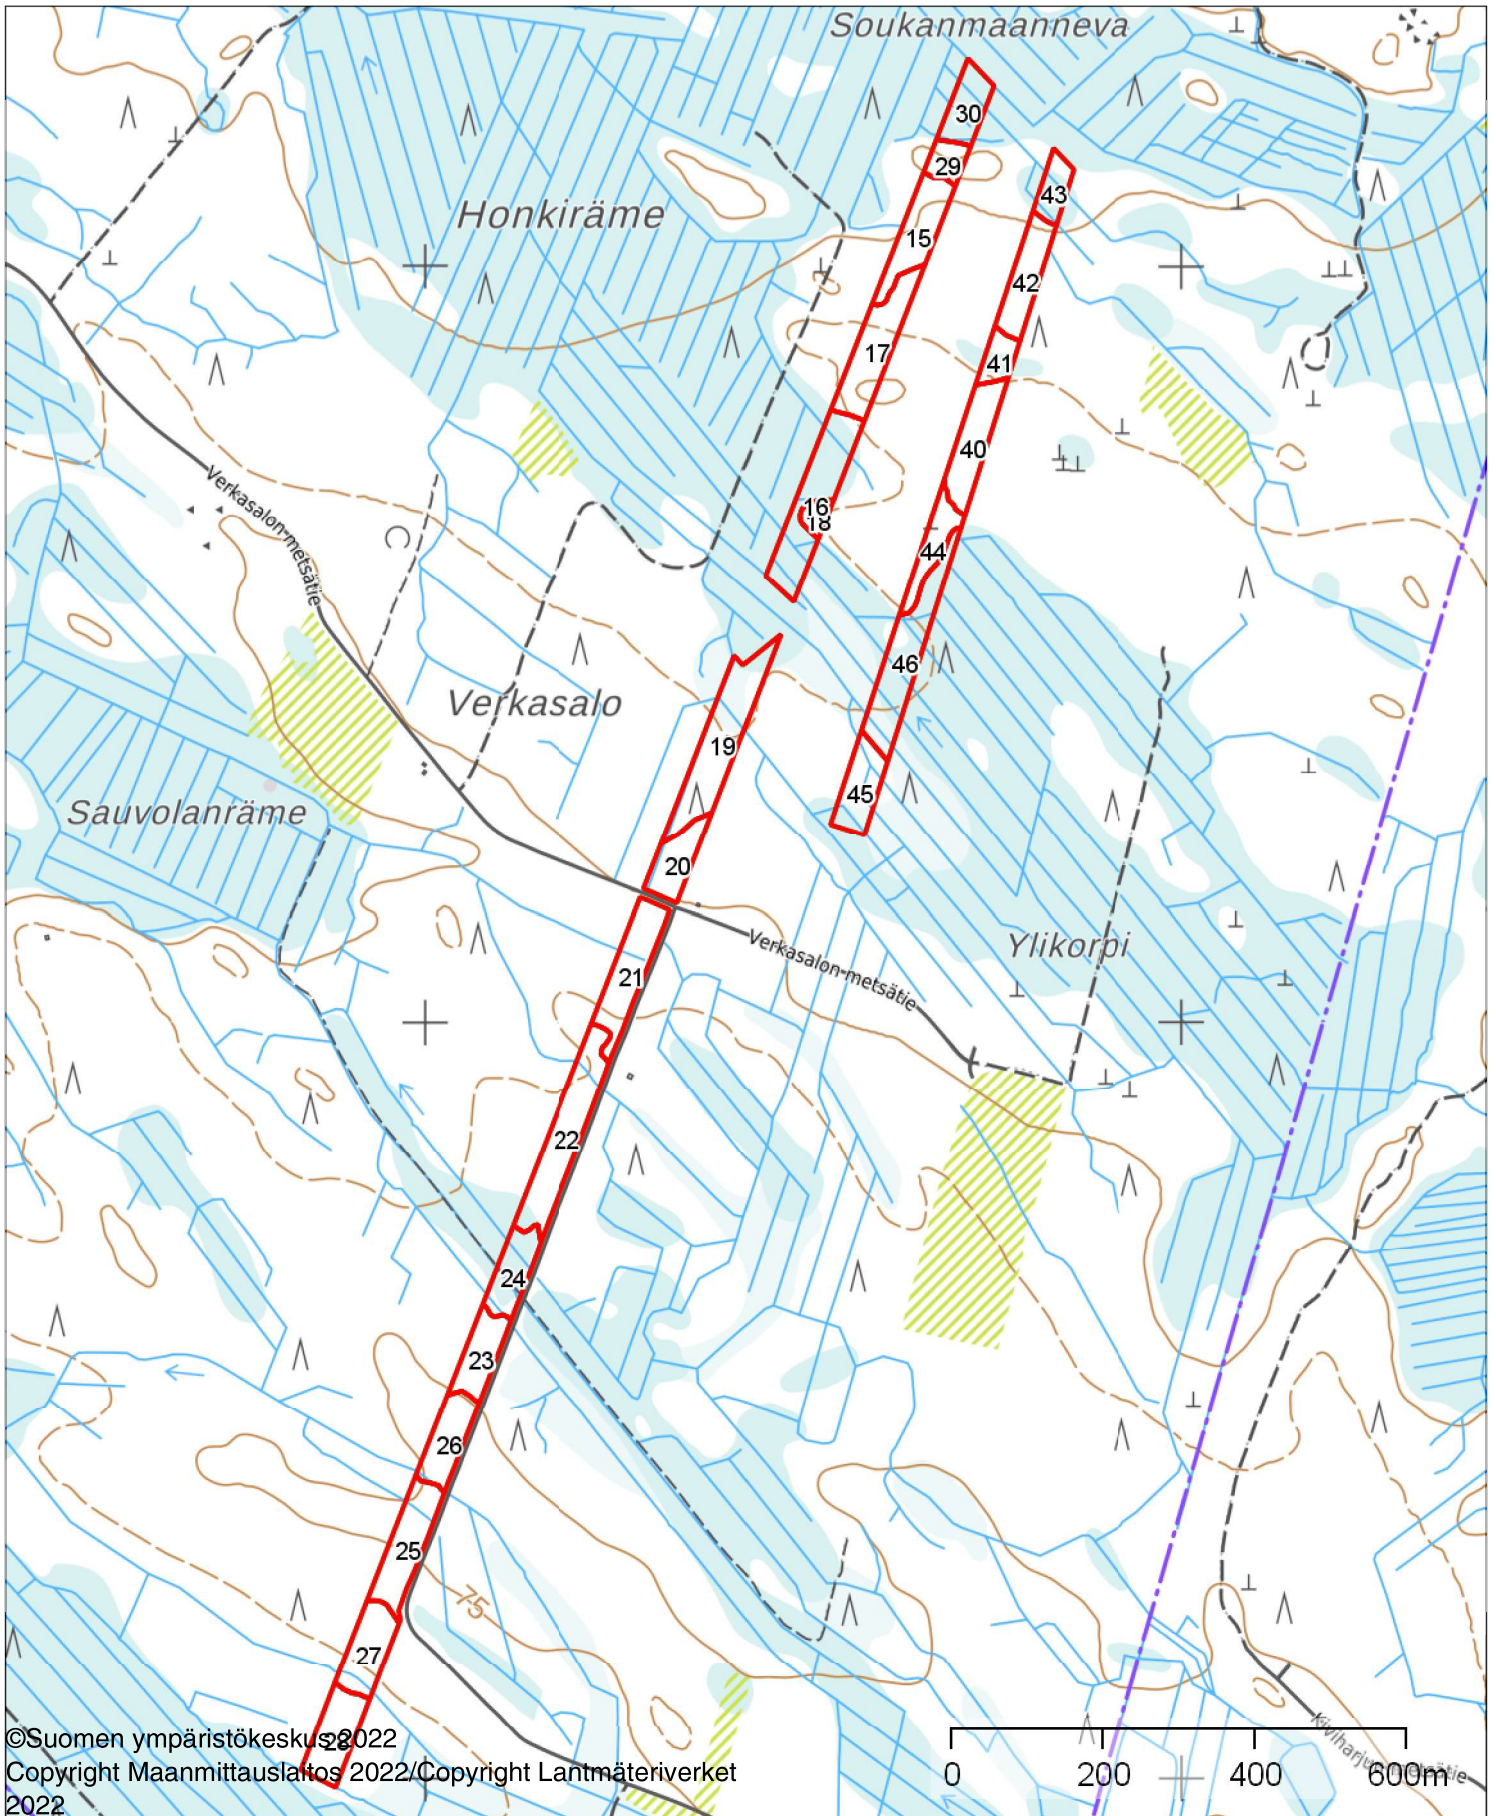 Soukanmaanneva
30
29
43
Honkiräme
15
42
17
41
40
Verkasalon metsätie
16
18
44
46
Verkasalo
19
45
Sauvolanräme
20
Verkasalon metsätie
Ylikorpi
21
22
24
23
26
25
75
27
Kiviharjun metsätie
28
©Suomen ympäristökeskus 2022
Copyright Maanmittauslaitos 2022/Copyright Lantmäteriverket
2022
0 200 400 600m